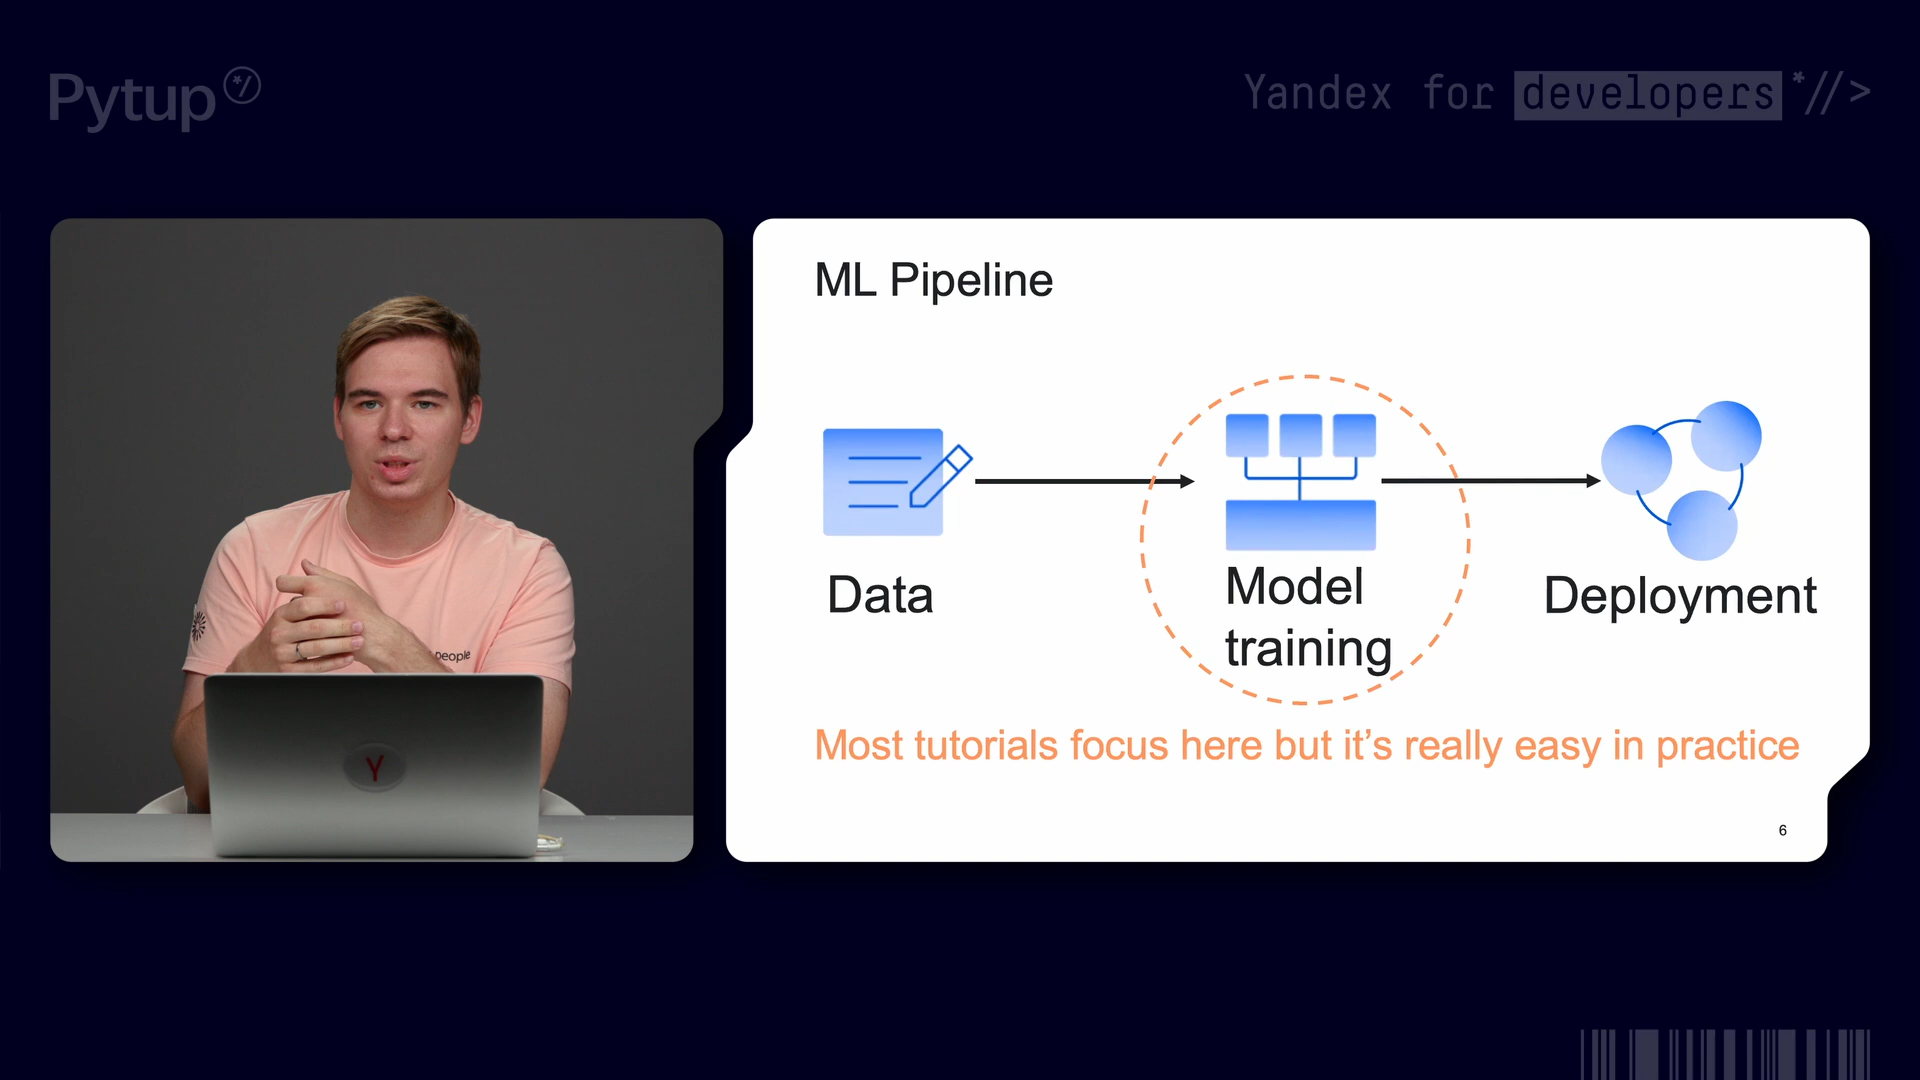 Pytup*/
Yandex for developers*//>
ML Pipeline
Data
Model
training
Deployment
Most tutorials focus here but it's really easy in practice
6
people
Y